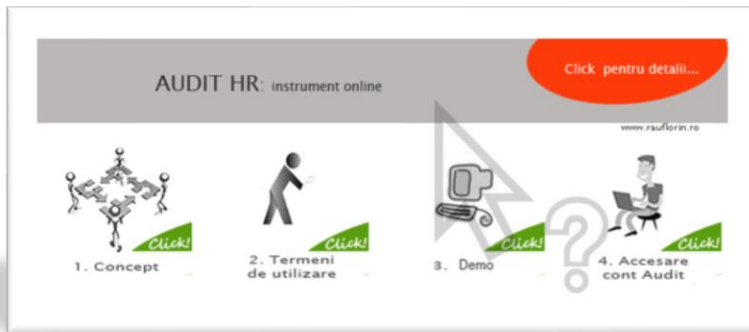 AUDIT HR: instrument online
Click pentru detalii...
www.rauflorin.ro
Click!
1. Concept
Click!
2. Termeni
de utilizare
Click!
3. Demo
Click!
4. Accesare
cont Audit